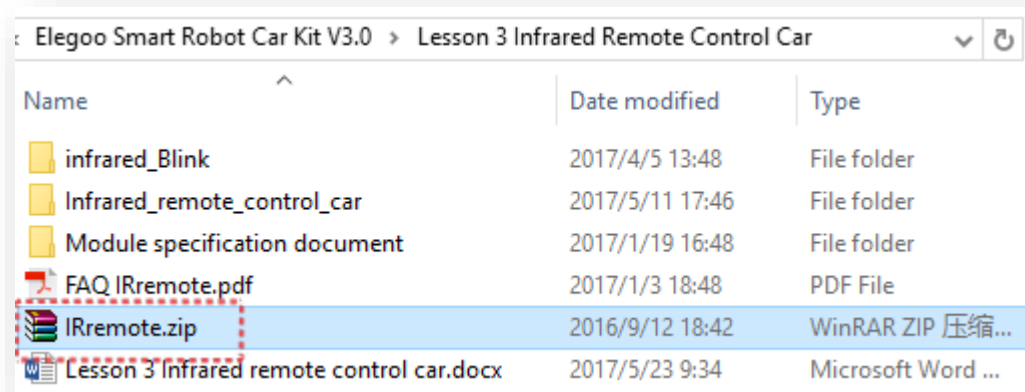 Elegoo Smart Robot Car Kit V3.0 > Lesson 3 Infrared Remote Control Car
Name Date modified Type
infrared_Blink 2017/4/5 13:48 File folder
Infrared_remote_control_car 2017/5/11 17:46 File folder
Module specification document 2017/1/19 16:48 File folder
FAQ IRremote.pdf 2017/1/3 18:48 PDF File
IRremote.zip 2016/9/12 18:42 WinRAR ZIP 压缩...
Lesson 3 Infrared remote control car.docx 2017/5/23 9:34 Microsoft Word ...